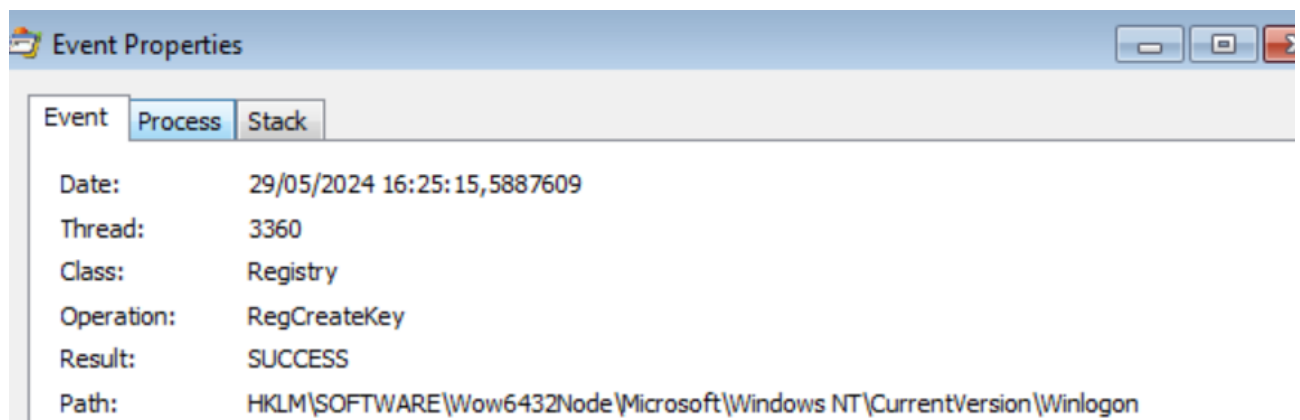 Event Properties
Event Process Stack
Date: 29/05/2024 16:25:15,5887609
Thread: 3360
Class: Registry
Operation: RegCreateKey
Result: SUCCESS
Path: HKLM\SOFTWARE\Wow6432Node\Microsoft\Windows NT\CurrentVersion\Winlogon